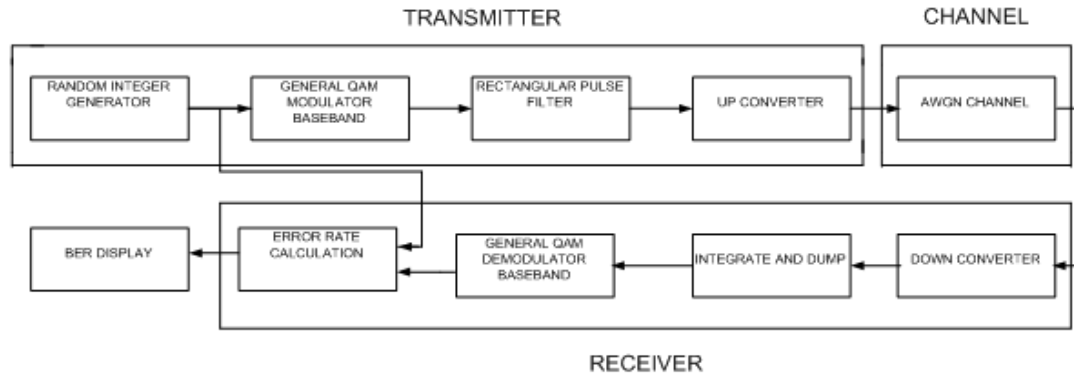 TRANSMITTER
CHANNEL
RANDOM INTEGER
GENERATOR
GENERAL QAM
MODULATOR
BASEBAND
RECTANGULAR PULSE
FILTER
UP CONVERTER
AWGN CHANNEL
BER DISPLAY
ERROR RATE
CALCULATION
GENERAL QAM
DEMODULATOR
BASEBAND
INTEGRATE AND DUMP
DOWN CONVERTER
RECEIVER